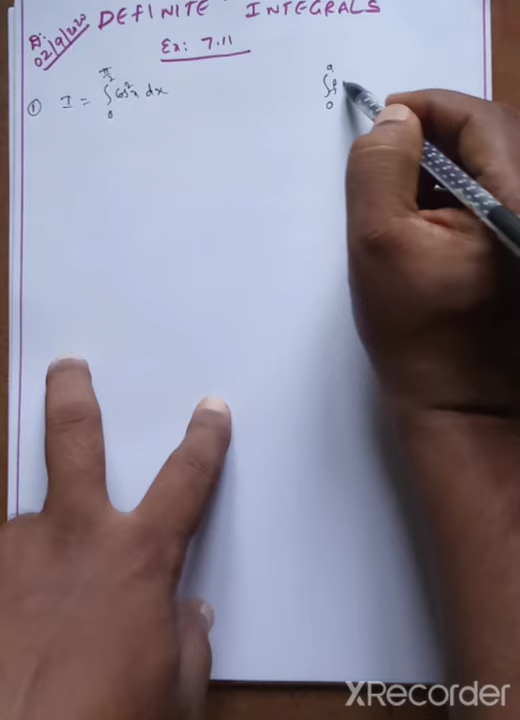 DEFINITE INTEGRALS
D: 02/9/2020
Ex: 7.11
① I = ∫₀^{π/2} cos²x dx
∫₀^a f
XRecorder